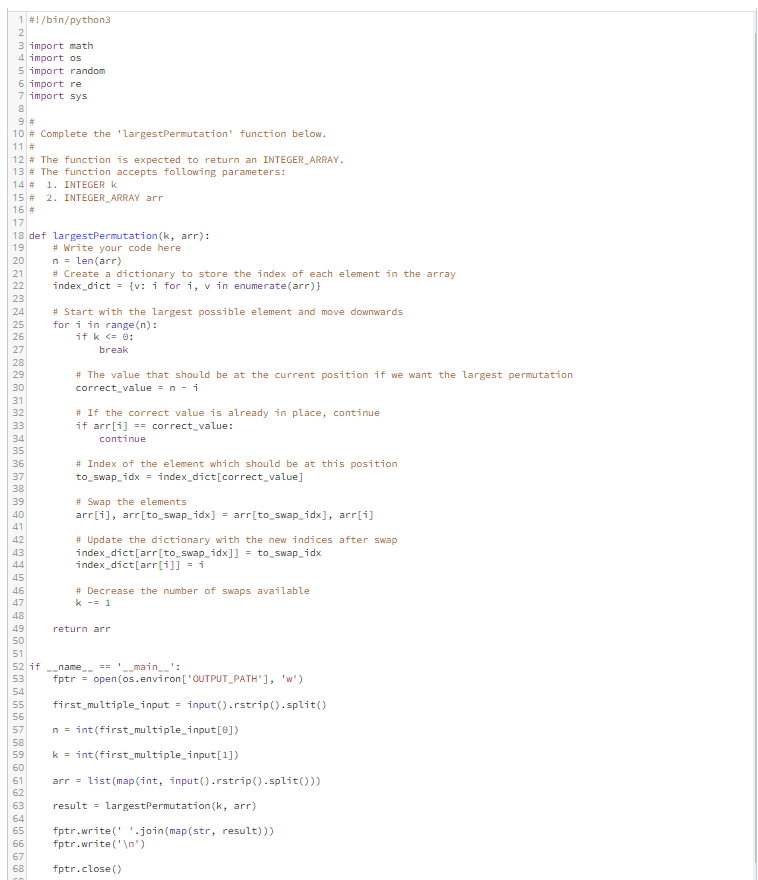 1 #!/bin/python3
2
3 import math
4 import os
5 import random
6 import re
7 import sys
8
9 #
10 # Complete the 'largestPermutation' function below.
11 #
12 # The function is expected to return an INTEGER_ARRAY.
13 # The function accepts following parameters:
14 #  1. INTEGER k
15 #  2. INTEGER_ARRAY arr
16 #
17
18 def largestPermutation(k, arr):
19     # Write your code here
20     n = len(arr)
21     # Create a dictionary to store the index of each element in the array
22     index_dict = {v: i for i, v in enumerate(arr)}
23
24     # Start with the largest possible element and move downwards
25     for i in range(n):
26         if k <= 0:
27             break
28
29         # The value that should be at the current position if we want the largest permutation
30         correct_value = n - i
31
32         # If the correct value is already in place, continue
33         if arr[i] == correct_value:
34             continue
35
36         # Index of the element which should be at this position
37         to_swap_idx = index_dict[correct_value]
38
39         # Swap the elements
40         arr[i], arr[to_swap_idx] = arr[to_swap_idx], arr[i]
41
42         # Update the dictionary with the new indices after swap
43         index_dict[arr[to_swap_idx]] = to_swap_idx
44         index_dict[arr[i]] = i
45
46         # Decrease the number of swaps available
47         k -= 1
48
49     return arr
50
51
52 if __name__ == '__main__':
53     fptr = open(os.environ['OUTPUT_PATH'], 'w')
54
55     first_multiple_input = input().rstrip().split()
56
57     n = int(first_multiple_input[0])
58
59     k = int(first_multiple_input[1])
60
61     arr = list(map(int, input().rstrip().split()))
62
63     result = largestPermutation(k, arr)
64
65     fptr.write(' '.join(map(str, result)))
66     fptr.write('\n')
67
68     fptr.close()